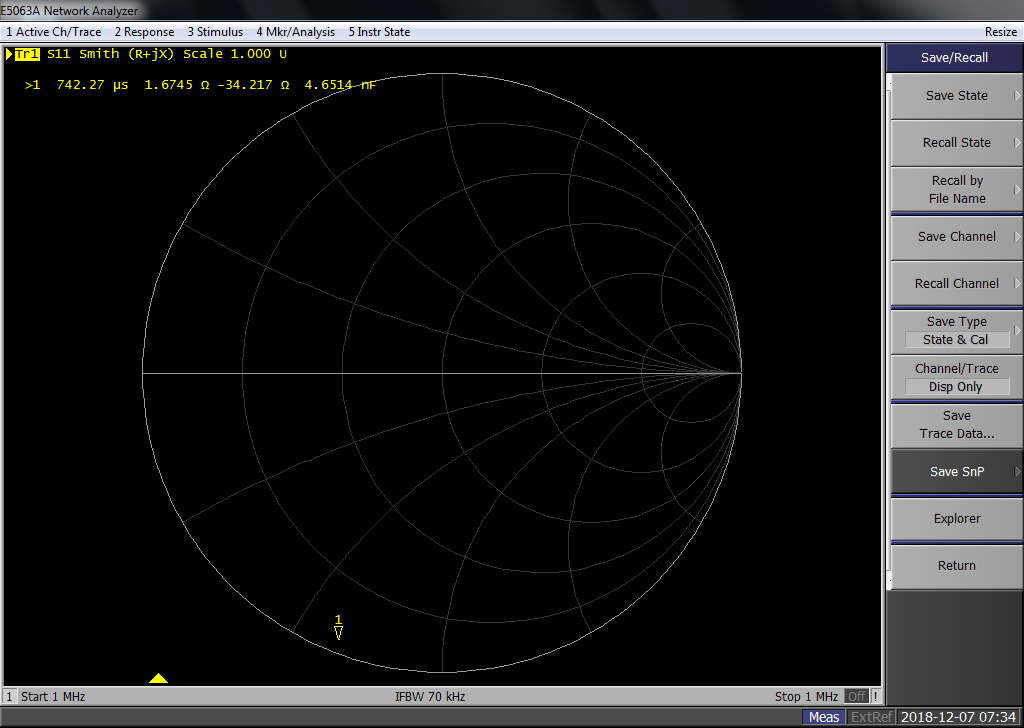 E5063A Network Analyzer
1 Active Ch/Trace 2 Response 3 Stimulus 4 Mkr/Analysis 5 Instr State Resize
Tr1 S11 Smith (R+jX) Scale 1.000 U
>1 742.27 µs 1.6745 Ω -34.217 Ω 4.6514 nF
1
1 Start 1 MHz IFBW 70 kHz Stop 1 MHz Off !
Save/Recall
Save State
Recall State
Recall by
File Name
Save Channel
Recall Channel
Save Type
State & Cal
Channel/Trace
Disp Only
Save
Trace Data...
Save SnP
Explorer
Return
Meas ExtRef 2018-12-07 07:34